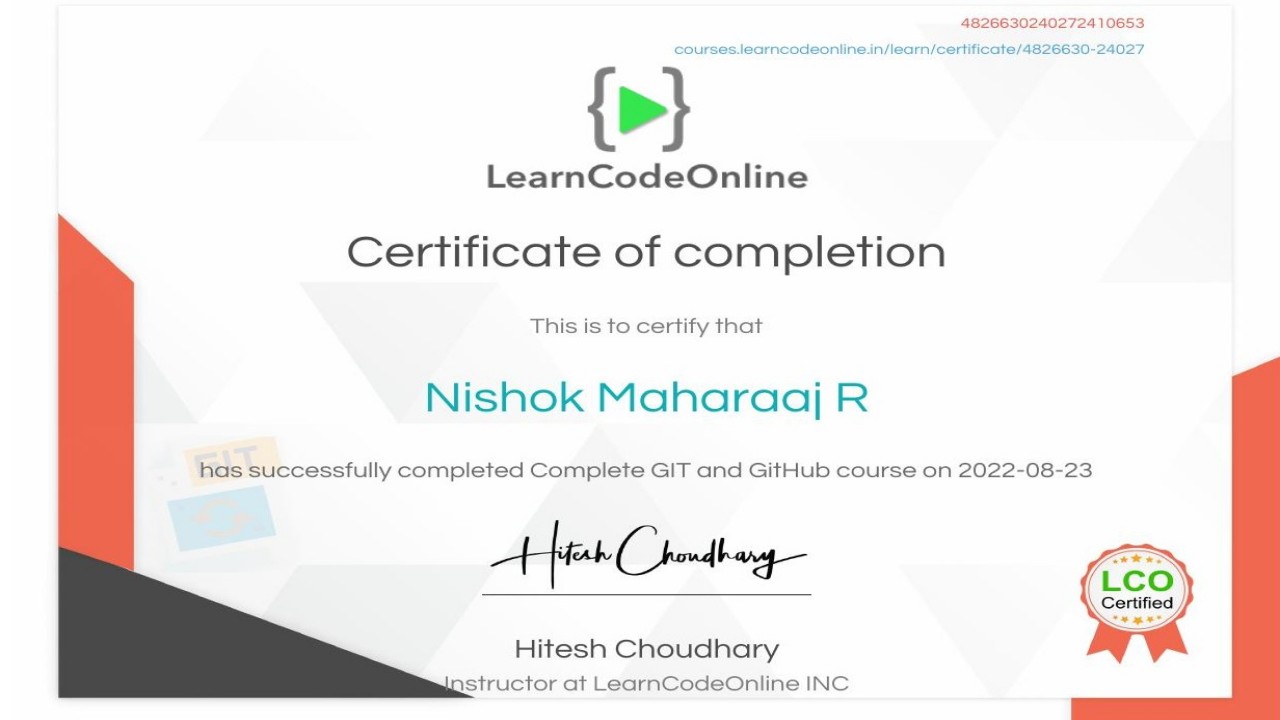 4826630240272410653
courses.learncodeonline.in/learn/certificate/4826630-24027
LearnCodeOnline
Certificate of completion
This is to certify that
Nishok Maharaaj R
GIT
has successfully completed Complete GIT and GitHub course on 2022-08-23
Hitesh Choudhary
LCO
Certified
Hitesh Choudhary
Instructor at LearnCodeOnline INC